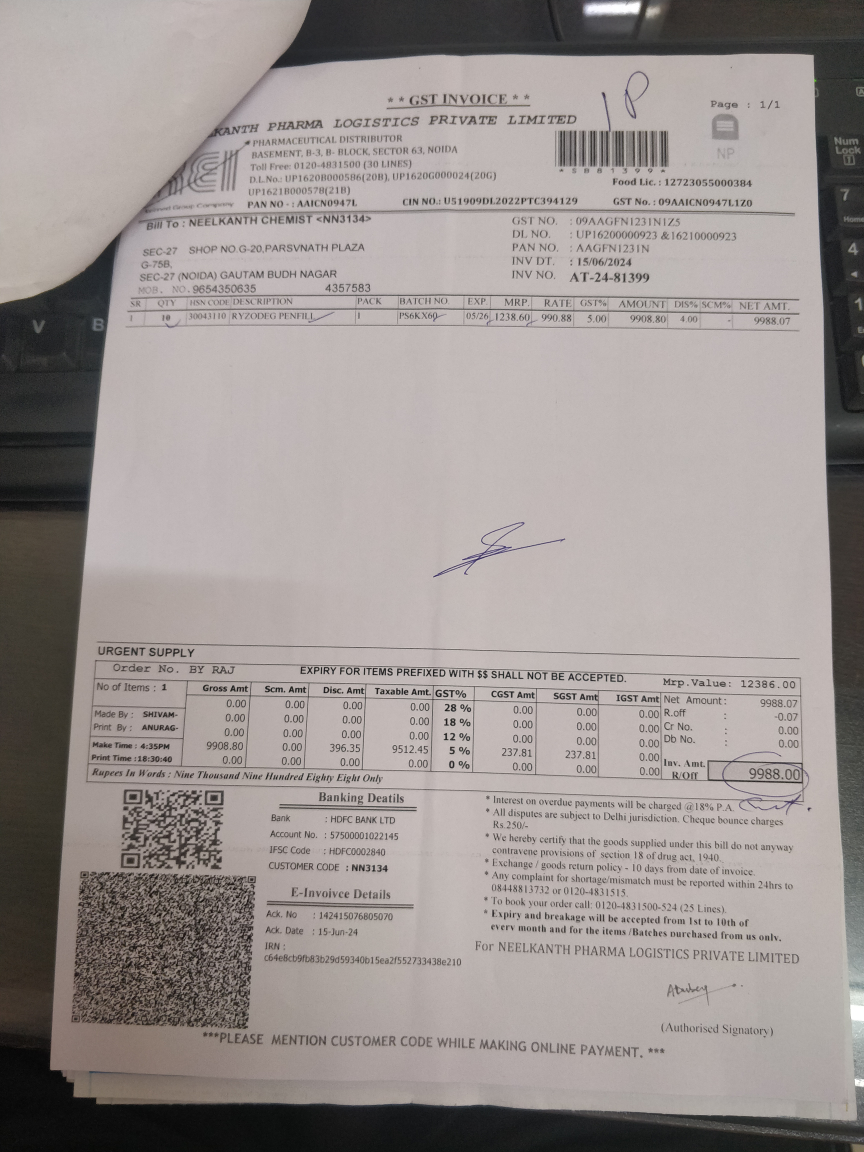 * * GST INVOICE * *
1P
Page : 1/1
KANTH PHARMA LOGISTICS PRIVATE LIMITED
PHARMACEUTICAL DISTRIBUTOR
BASEMENT, B-3, B- BLOCK, SECTOR 63, NOIDA
Toll Free: 0120-4831500 (30 LINES)
D.L.No: UP1620B000586(20B), UP1620G000024(20G)
UP1621B000578(21B)
PAN NO - : AAICN0947L
CIN NO.: U51909DL2022PTC394129
NP
*S881399*
Food Lic. : 12723055000384
GST No. : 09AAICN0947L1Z0
Group Company
Bill To : NEELKANTH CHEMIST <NN3134>
SEC-27 SHOP NO.G-20,PARSVNATH PLAZA
G-75B,
SEC-27 (NOIDA) GAUTAM BUDH NAGAR
MOB. NO.9654350635 4357583
GST NO. : 09AAGFN1231N1Z5
DL NO. : UP16200000923 &16210000923
PAN NO. : AAGFN1231N
INV DT. : 15/06/2024
INV NO. AT-24-81399
SR QTY HSN CODE DESCRIPTION PACK BATCH NO. EXP. MRP. RATE GST% AMOUNT DIS% SCM% NET AMT.
1 10 30043110 RYZODEG PENFILL 1 PS6KX69 05/26 1238.60 990.88 5.00 9908.80 4.00 - 9988.07
URGENT SUPPLY
Order No. BY RAJ EXPIRY FOR ITEMS PREFIXED WITH $$ SHALL NOT BE ACCEPTED. Mrp.Value: 12386.00
No of Items : 1 Gross Amt Scm. Amt Disc. Amt Taxable Amt. GST% CGST Amt SGST Amt IGST Amt Net Amount: 9988.07
0.00 0.00 0.00 0.00 28 % 0.00 0.00 0.00 R.off : -0.07
Made By : SHIVAM- 0.00 0.00 0.00 0.00 18 % 0.00 0.00 0.00 Cr No. : 0.00
Print By : ANURAG- 0.00 0.00 0.00 0.00 12 % 0.00 0.00 0.00 Db No. : 0.00
Make Time : 4:35PM 9908.80 0.00 396.35 9512.45 5 % 237.81 237.81 0.00
Print Time :18:30:40 0.00 0.00 0.00 0.00 0 % 0.00 0.00 0.00 Inv. Amt. R/Off 9988.00
Rupees In Words : Nine Thousand Nine Hundred Eighty Eight Only
Banking Deatils
Bank : HDFC BANK LTD
Account No. : 57500001022145
IFSC Code : HDFC0002840
CUSTOMER CODE : NN3134
E-Invoivce Details
Ack. No : 142415076805070
Ack. Date : 15-Jun-24
IRN :
c64e8cb9fb83b29d59340b15ea2f552733438e210
* Interest on overdue payments will be charged @18% P.A.
* All disputes are subject to Delhi jurisdiction. Cheque bounce charges
Rs.250/-
* We hereby certify that the goods supplied under this bill do not anyway
contravene provisions of section 18 of drug act, 1940.
* Exchange / goods return policy - 10 days from date of invoice.
* Any complaint for shortage/mismatch must be reported within 24hrs to
08448813732 or 0120-4831515.
* To book your order call: 0120-4831500-524 (25 Lines).
* Expiry and breakage will be accepted from 1st to 10th of
every month and for the items /Batches purchased from us only.
For NEELKANTH PHARMA LOGISTICS PRIVATE LIMITED
(Authorised Signatory)
***PLEASE MENTION CUSTOMER CODE WHILE MAKING ONLINE PAYMENT. ***
Num
Lock
7
Home
4
1
V
B